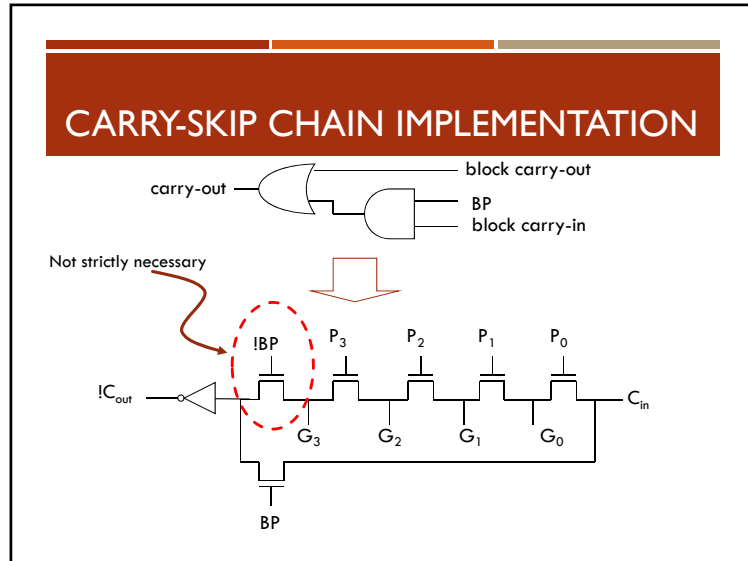 CARRY-SKIP CHAIN IMPLEMENTATION
block carry-out
carry-out
BP
block carry-in
Not strictly necessary
!BP P₃ P₂ P₁ P₀
!Cout Cin
G₃ G₂ G₁ G₀
BP